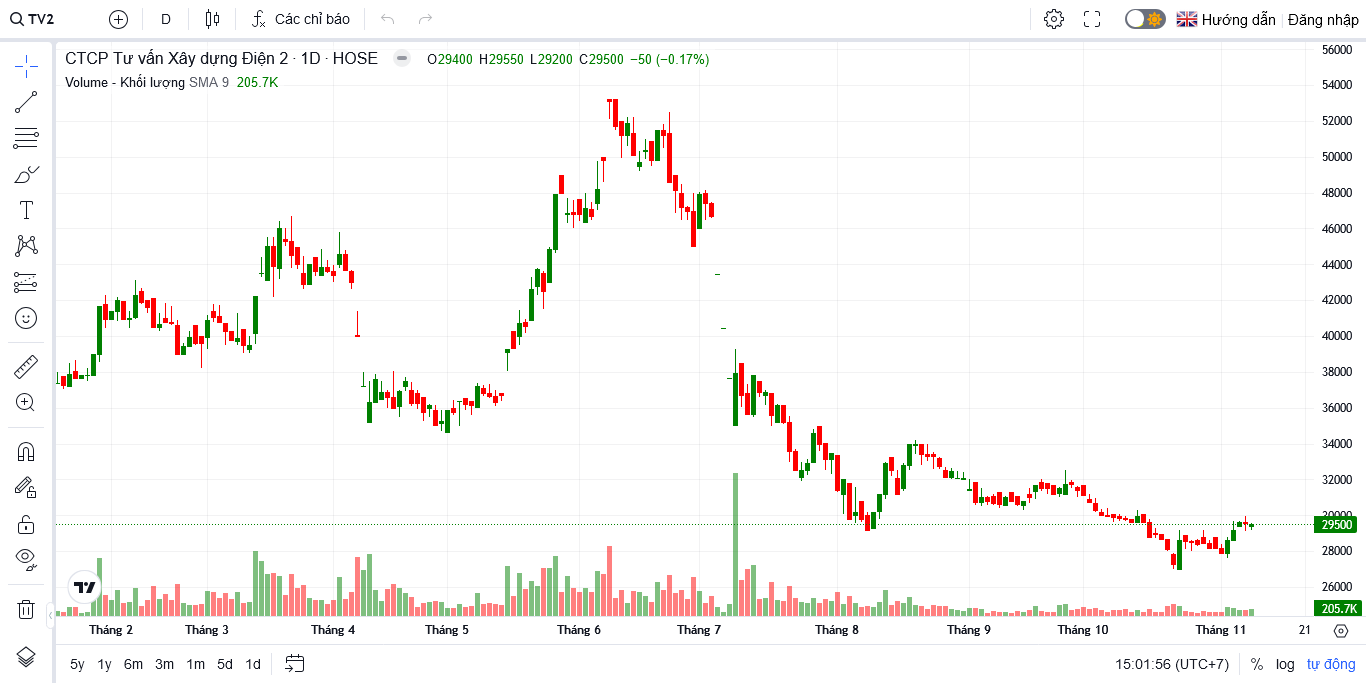 TV2 D Các chỉ báo Hướng dẫn Đăng nhập
CTCP Tư vấn Xây dựng Điện 2 · 1D · HOSE O29400 H29550 L29200 C29500 −50 (−0.17%)
Volume - Khối lượng SMA 9 205.7K
56000
54000
52000
50000
48000
46000
44000
42000
40000
38000
36000
34000
32000
30000
29500
28000
26000
205.7K
Tháng 2 Tháng 3 Tháng 4 Tháng 5 Tháng 6 Tháng 7 Tháng 8 Tháng 9 Tháng 10 Tháng 11 21
5y 1y 6m 3m 1m 5d 1d 15:01:56 (UTC+7) % log tự động